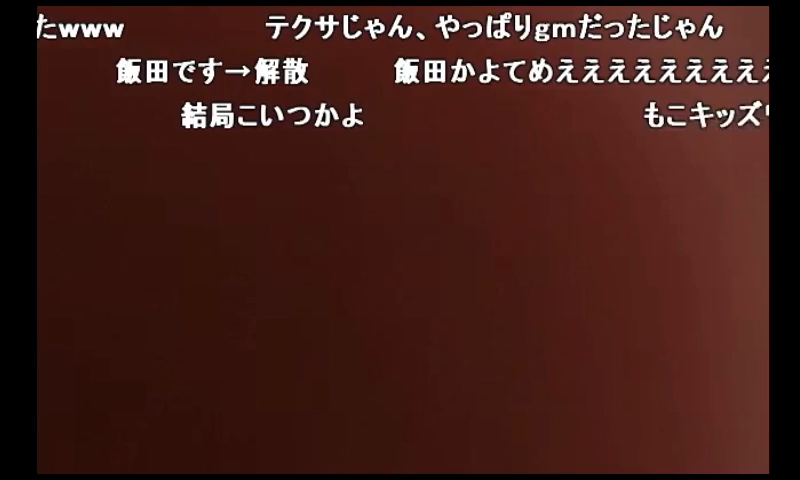 たwww テクサじゃん、やっぱりgmだったじゃん
飯田です→解散 飯田かよてめえええええええええ
結局こいつかよ もこキッズ